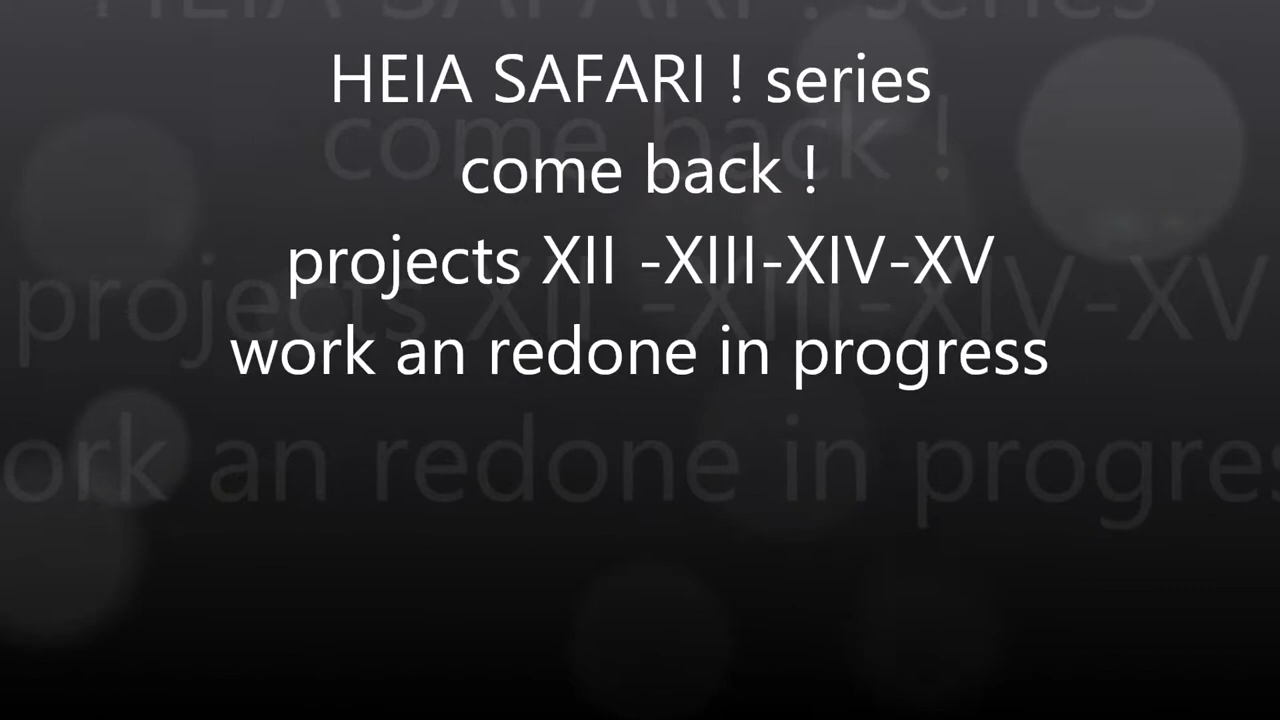 HEIA SAFARI ! series
come back !
projects XII -XIII-XIV-XV
work an redone in progress